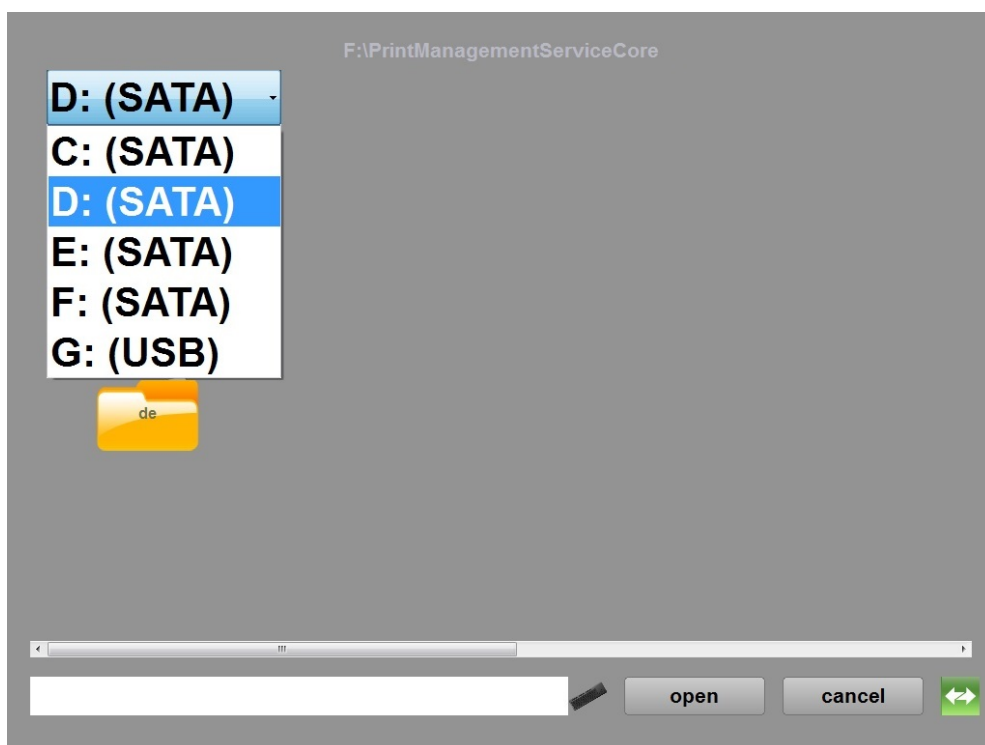 F:\PrintManagementServiceCore
D: (SATA)
C: (SATA)
D: (SATA)
E: (SATA)
F: (SATA)
G: (USB)
de
open
cancel